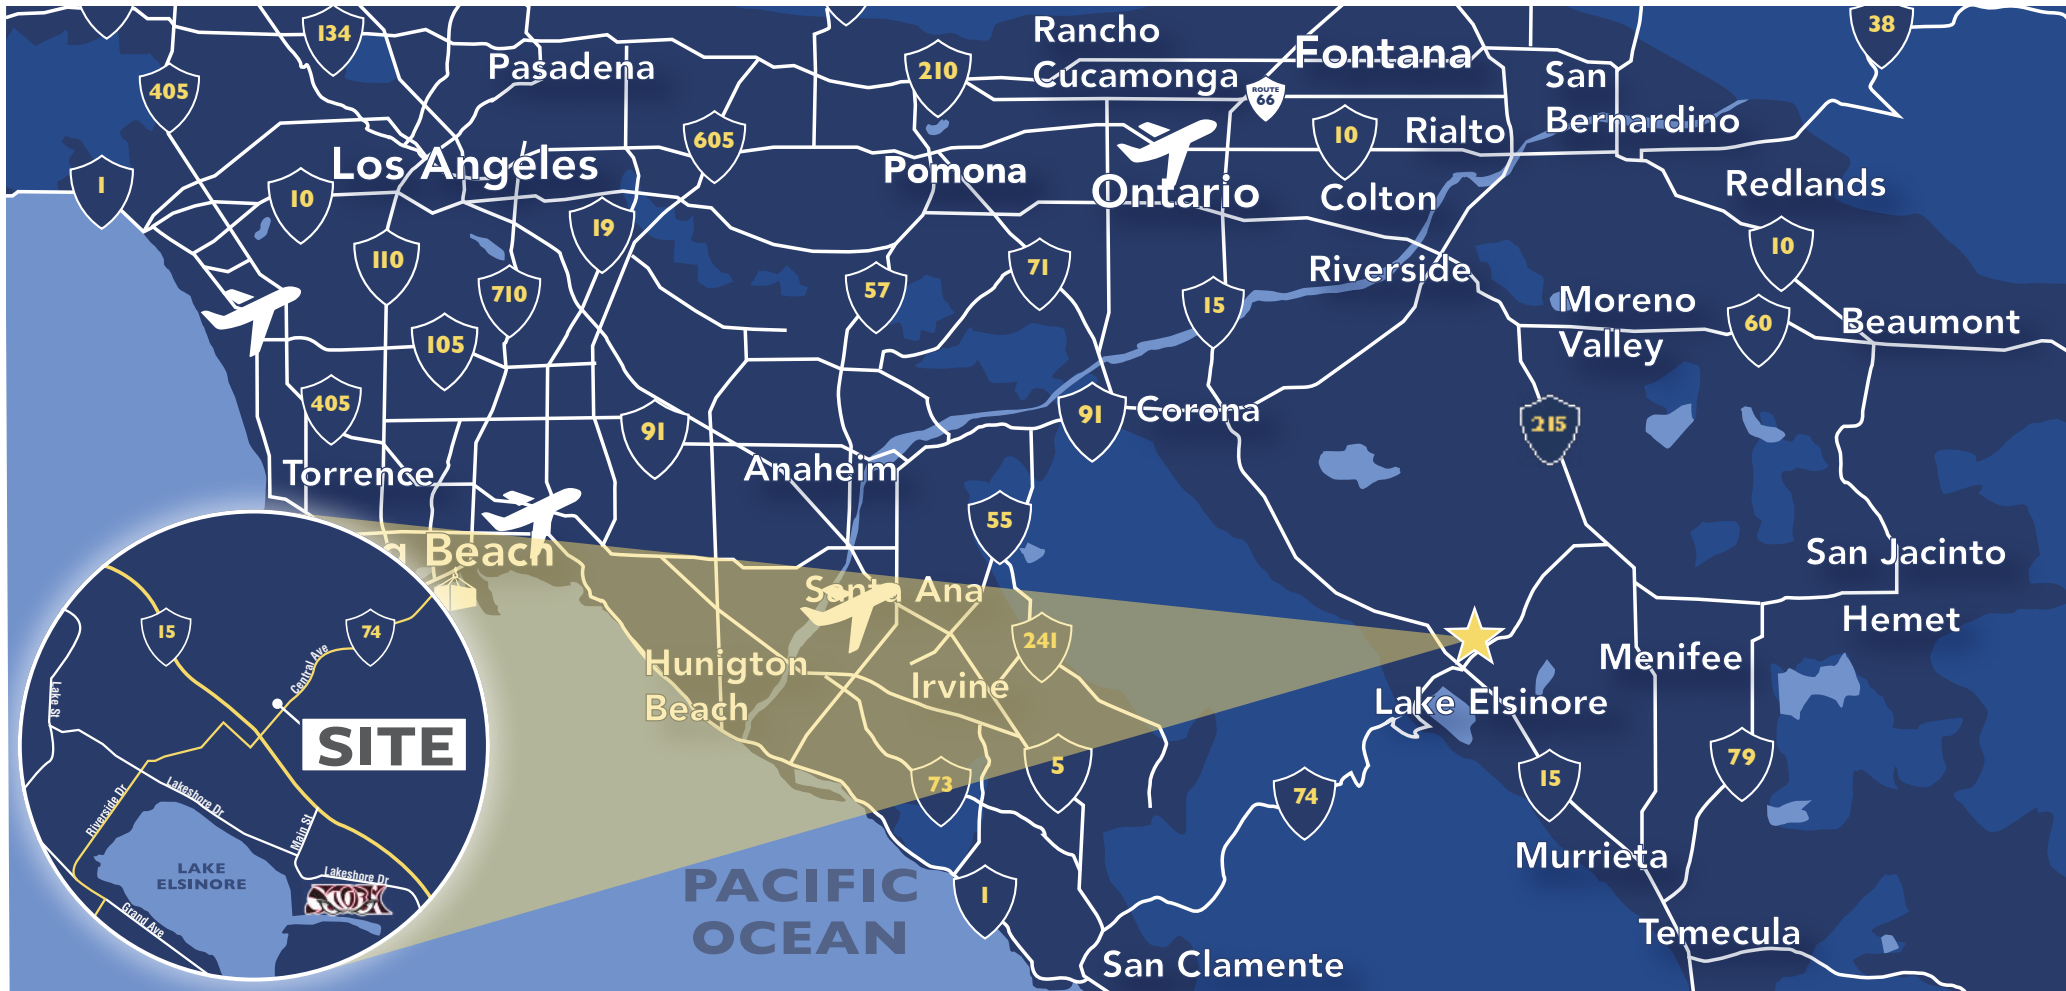 134
38
Rancho
Cucamonga
Fontana
Pasadena
210
San
Bernardino
405
ROUTE
66
605
10
Rialto
Los Angeles
Pomona
Ontario
Colton
Redlands
1
10
19
110
71
Riverside
10
710
57
15
Moreno
Valley
60
Beaumont
105
405
91
91
Corona
215
Torrence
Anaheim
55
g Beach
San Jacinto
Santa Ana
Hemet
241
Hunigton
Beach
Irvine
Menifee
Lake Elsinore
5
73
74
15
79
Murrieta
PACIFIC
OCEAN
1
Temecula
San Clemente
15
74
Central Ave
Lake St
SITE
Riverside Dr
Lakeshore Dr
Main St
LAKE
ELSINORE
Lakeshore Dr
Grand Ave